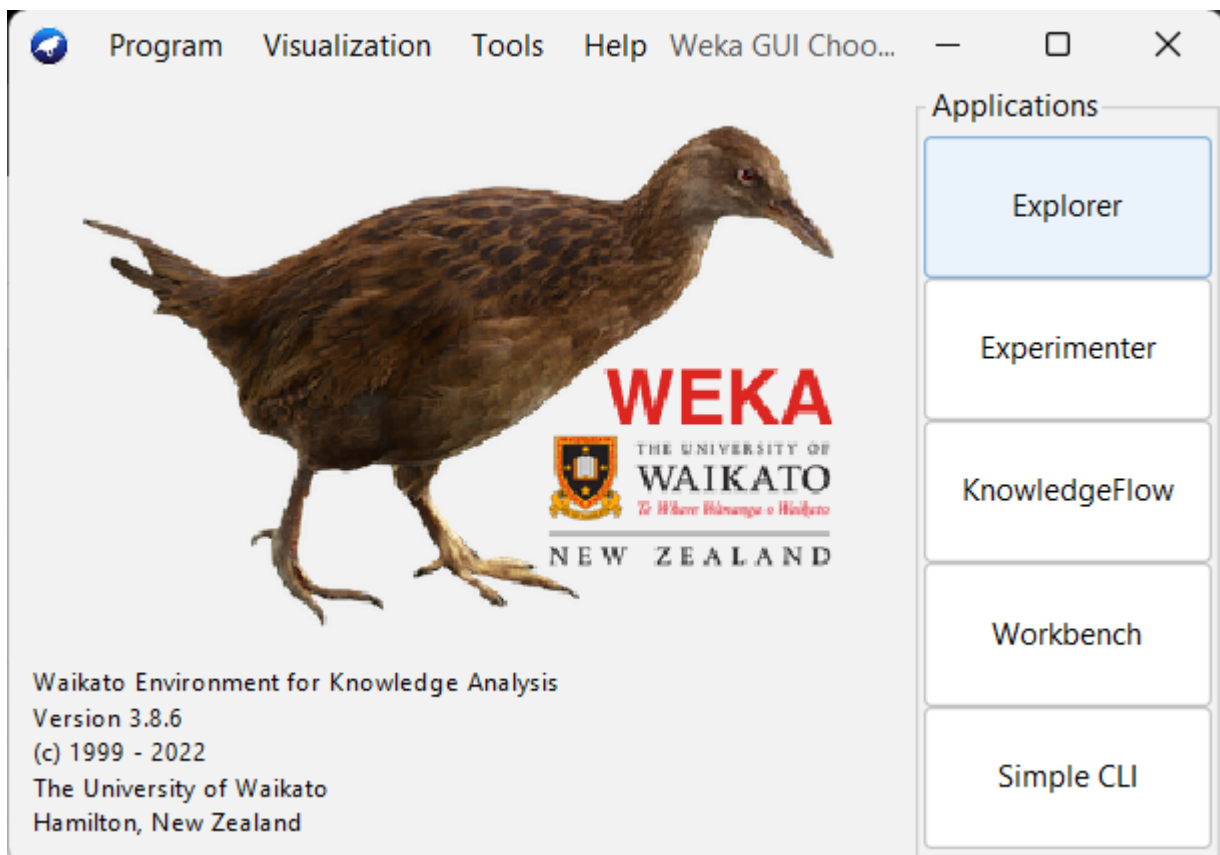 Program Visualization Tools Help Weka GUI Choo...
Applications
Explorer
Experimenter
KnowledgeFlow
Workbench
Simple CLI
WEKA
THE UNIVERSITY OF
WAIKATO
Te Whare Wānanga o Waikato
NEW ZEALAND
Waikato Environment for Knowledge Analysis
Version 3.8.6
(c) 1999 - 2022
The University of Waikato
Hamilton, New Zealand